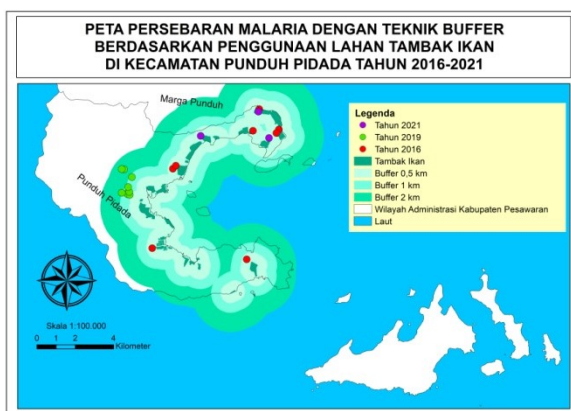 PETA PERSEBARAN MALARIA DENGAN TEKNIK BUFFER
BERDASARKAN PENGGUNAAN LAHAN TAMBAK IKAN
DI KECAMATAN PUNDUH PIDADA TAHUN 2016-2021
Marga Punduh
Punduh Pidada
Legenda
Tahun 2021
Tahun 2019
Tahun 2016
Tambak Ikan
Buffer 0,5 km
Buffer 1 km
Buffer 2 km
Wilayah Administrasi Kabupaten Pesawaran
Laut
Skala 1:100.000
0 1 2 4
Kilometer